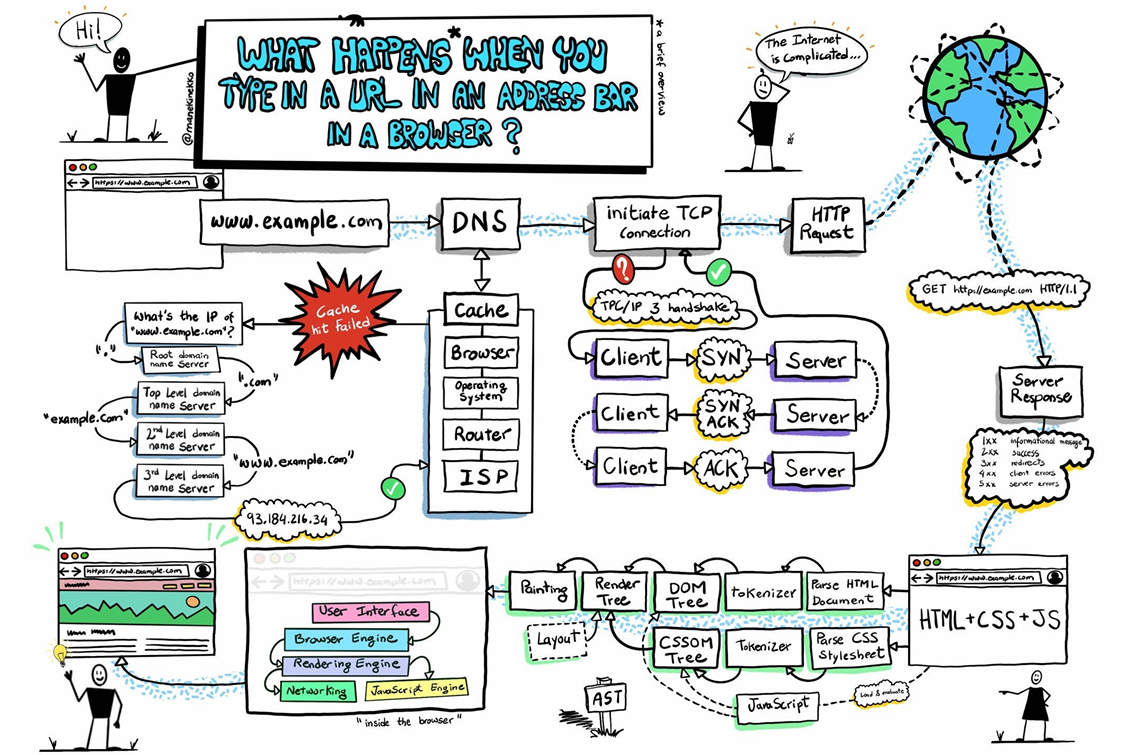 Hi!
@manekinekko
WHAT HAPPENS* WHEN YOU
TYPE IN A URL IN AN ADDRESS BAR
IN A BROWSER?
* a brief overview
The Internet
is Complicated...
https://www.example.com
www.example.com
DNS
initiate TCP
Connection
HTTP
Request
GET http://example.com HTTP/1.1
Server
Response
1xx informational message
2xx success
3xx redirects
4xx client errors
5xx server errors
Cache
hit Failed
Cache
Browser
Operating
System
Router
ISP
What's the IP of
"www.example.com"?
"."
Root domain
name Server
".com"
Top Level domain
name Server
"example.com"
2nd Level domain
name Server
"www.example.com"
3rd Level domain
name Server
93.184.216.34
?
TPC/IP 3 handshake
Client
SYN
Server
Client
SYN
ACK
Server
Client
ACK
Server
https://www.example.com
HTML+CSS+JS
Parse HTML
Document
tokenizer
DOM
Tree
Render
Tree
Painting
Layout
Parse CSS
Stylesheet
Tokenizer
CSSOM
Tree
JavaScript
Load & evaluate
AST
https://www.example.com
User Interface
Browser Engine
Rendering Engine
Networking
JavaScript Engine
"inside the browser"
https://www.example.com